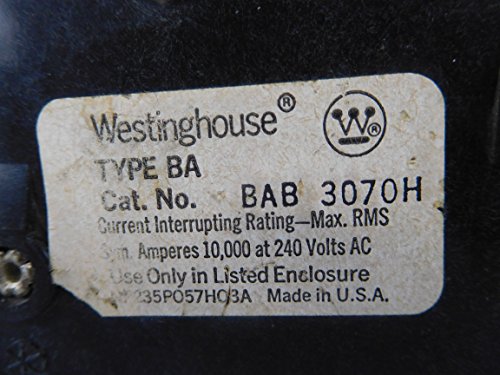 Westinghouse® W®
TYPE BA
Cat. No. BAB 3070H
Current Interrupting Rating—Max. RMS
Sym. Amperes 10,000 at 240 Volts AC
Use Only in Listed Enclosure
235P057H03A Made in U.S.A.